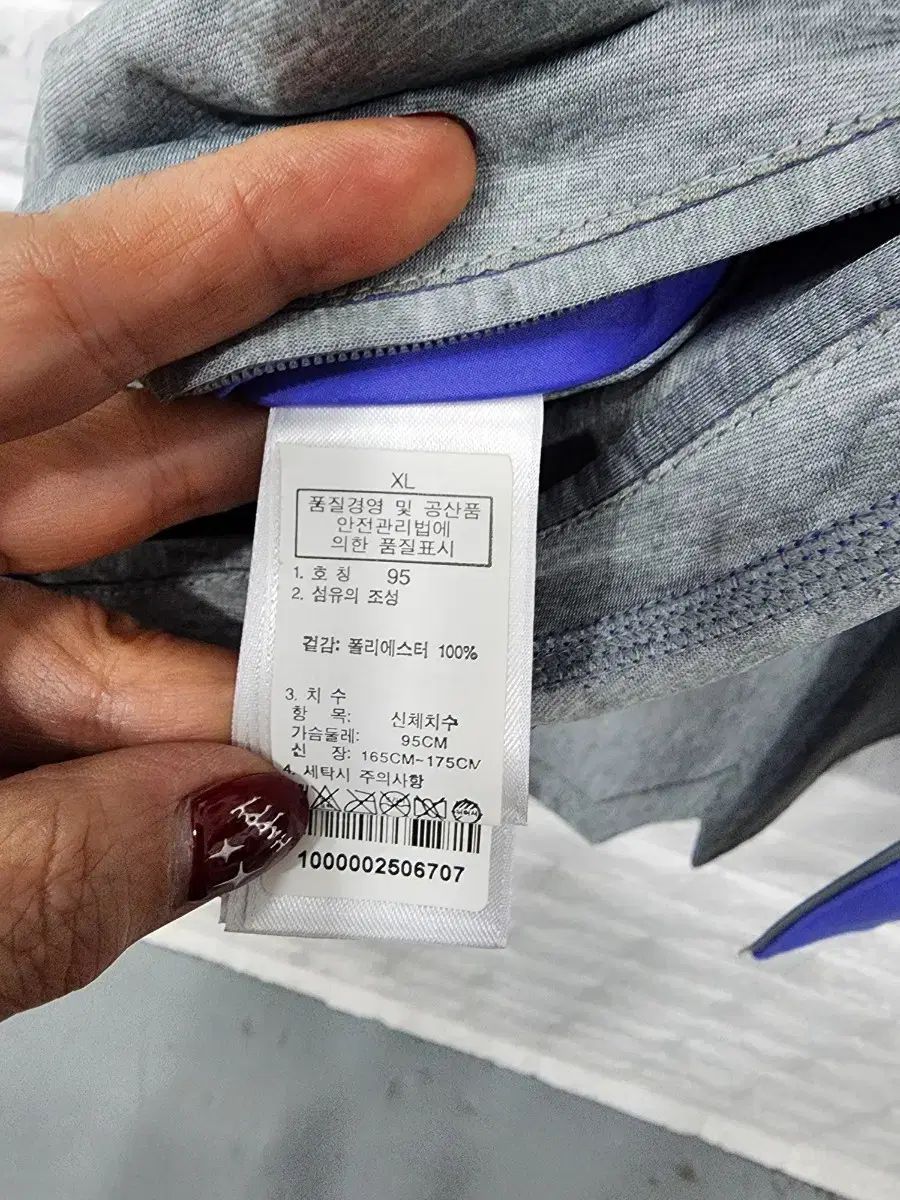 XL
품질경영 및 공산품
안전관리법에
의한 품질표시
1. 호 칭 95
2. 섬유의 조성
겉감: 폴리에스터 100%
3. 치 수
항 목: 신체치수
가슴둘레: 95CM
신 장: 165CM~175CM
4. 세탁시 주의사항
1000002506707
Happy